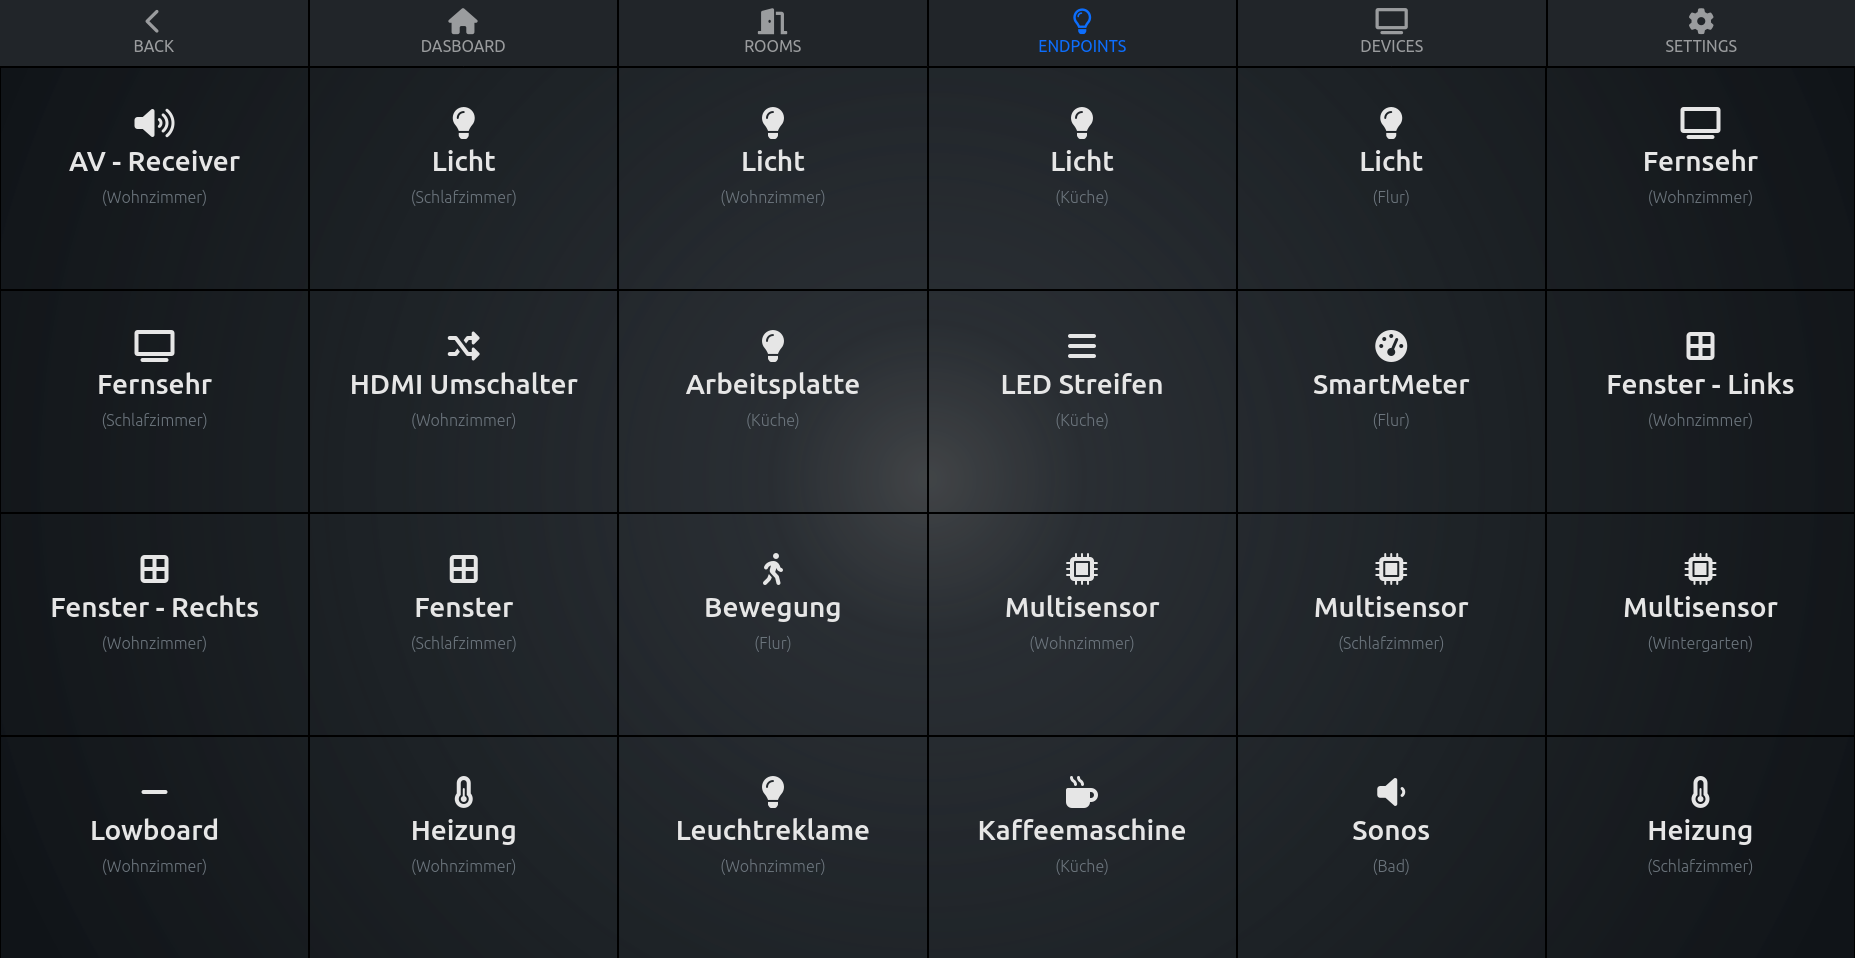 BACK
DASBOARD
ROOMS
ENDPOINTS
DEVICES
SETTINGS
AV - Receiver
(Wohnzimmer)
Licht
(Schlafzimmer)
Licht
(Wohnzimmer)
Licht
(Küche)
Licht
(Flur)
Fernsehr
(Wohnzimmer)
Fernsehr
(Schlafzimmer)
HDMI Umschalter
(Wohnzimmer)
Arbeitsplatte
(Küche)
LED Streifen
(Küche)
SmartMeter
(Flur)
Fenster - Links
(Wohnzimmer)
Fenster - Rechts
(Wohnzimmer)
Fenster
(Schlafzimmer)
Bewegung
(Flur)
Multisensor
(Wohnzimmer)
Multisensor
(Schlafzimmer)
Multisensor
(Wintergarten)
Lowboard
(Wohnzimmer)
Heizung
(Wohnzimmer)
Leuchtreklame
(Wohnzimmer)
Kaffeemaschine
(Küche)
Sonos
(Bad)
Heizung
(Schlafzimmer)